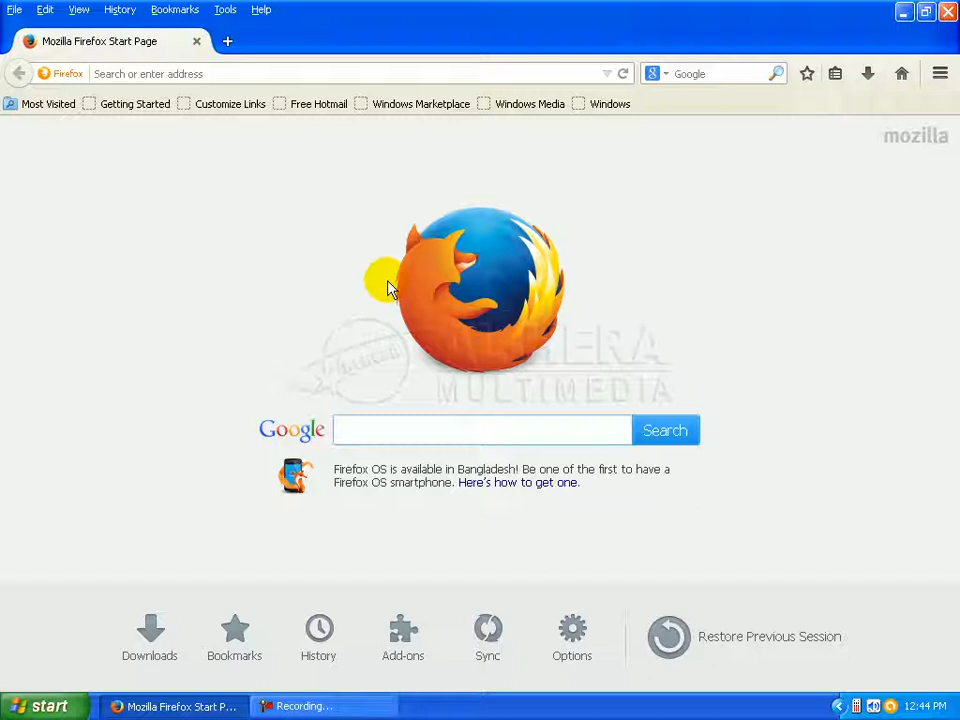 File Edit View History Bookmarks Tools Help
Mozilla Firefox Start Page
Firefox Search or enter address Google
Most Visited Getting Started Customize Links Free Hotmail Windows Marketplace Windows Media Windows
mozilla
MULTIMEDIA
Google Search
Firefox OS is available in Bangladesh! Be one of the first to have a
Firefox OS smartphone. Here's how to get one.
Downloads Bookmarks History Add-ons Sync Options Restore Previous Session
start Mozilla Firefox Start P... Recording... 12:44 PM